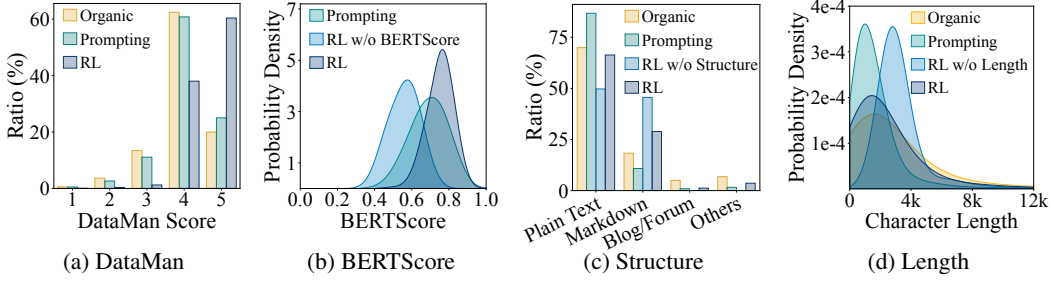 Ratio (%)
60
40
20
0
Organic
Prompting
RL
1 2 3 4 5
DataMan Score
(a) DataMan
Probability Density
7
5
3
1
Prompting
RL w/o BERTScore
RL
0.0 0.2 0.4 0.6 0.8 1.0
BERTScore
(b) BERTScore
Ratio (%)
75
50
25
0
Organic
Prompting
RL w/o Structure
RL
Plain Text
Markdown
Blog/Forum
Others
(c) Structure
Probability Density
4e-4
3e-4
2e-4
1e-4
Organic
Prompting
RL w/o Length
RL
0 4k 8k 12k
Character Length
(d) Length